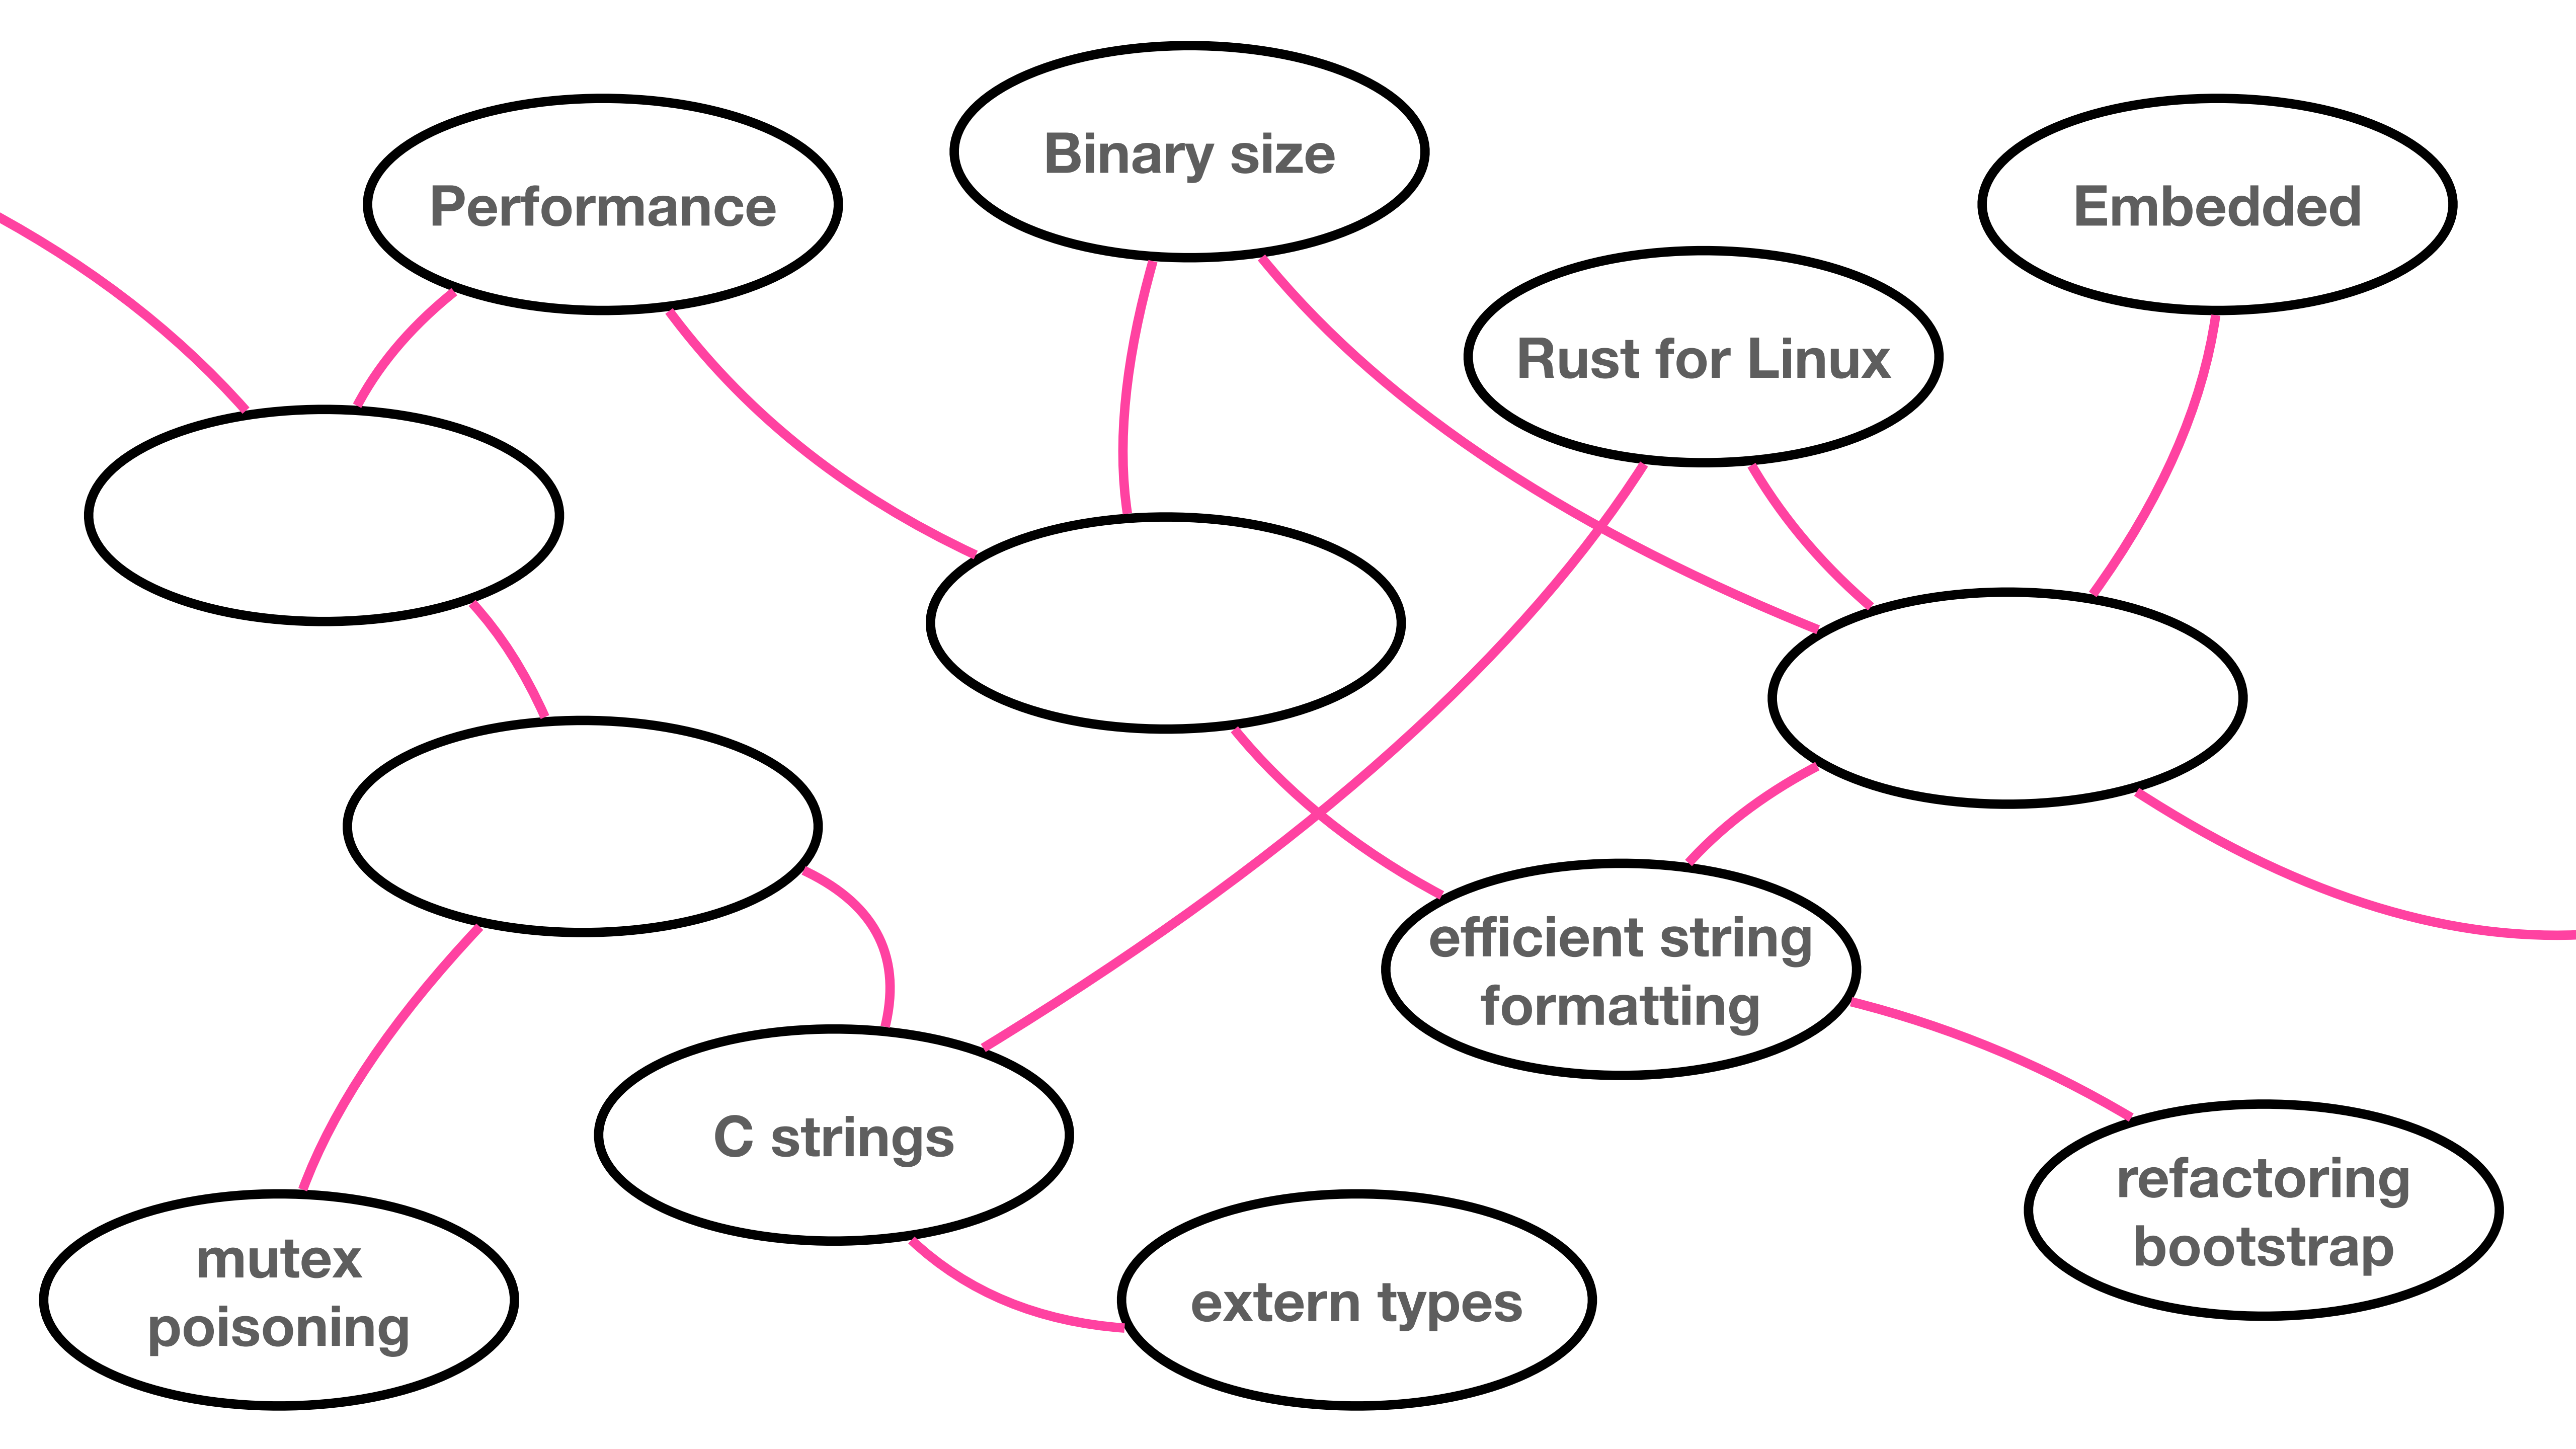 Performance
Binary size
Embedded
Rust for Linux
efficient string
formatting
C strings
refactoring
bootstrap
mutex
poisoning
extern types